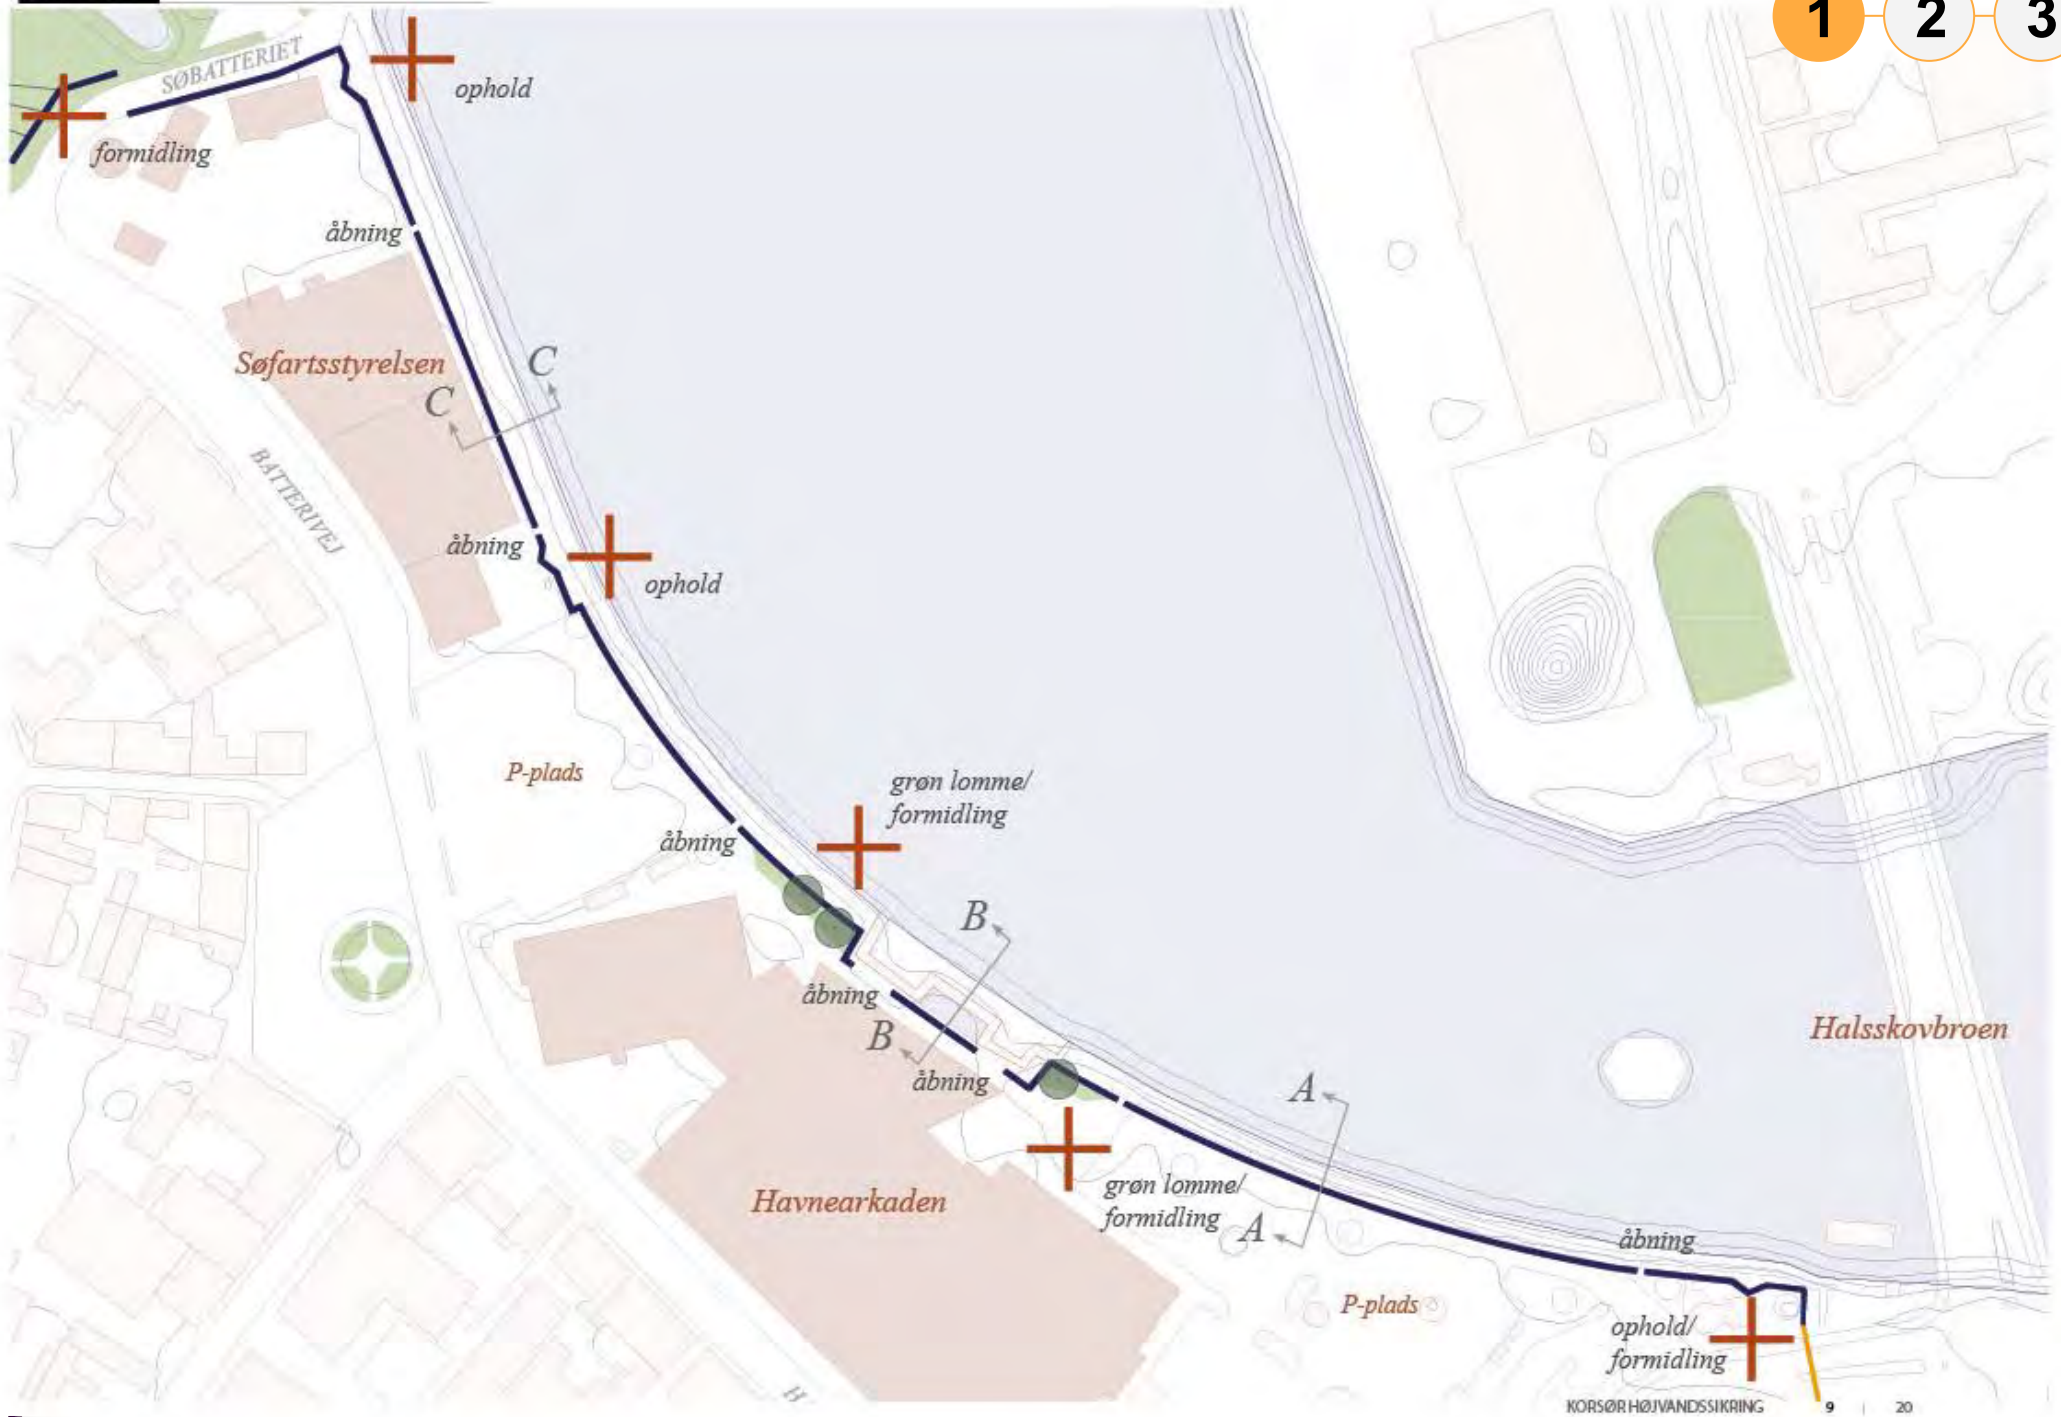 1 2 3
SØBATTERIET
ophold
formidling
åbning
Søfartsstyrelsen
C
C
BATTERIVEJ
åbning
ophold
P-plads
grøn lomme/
formidling
åbning
B
åbning
B
åbning
Halsskovbroen
A
grøn lomme/
formidling
A
Havnearkaden
åbning
P-plads
ophold/
formidling
H
KORSØR HØJVANDSSIKRING 9 | 20